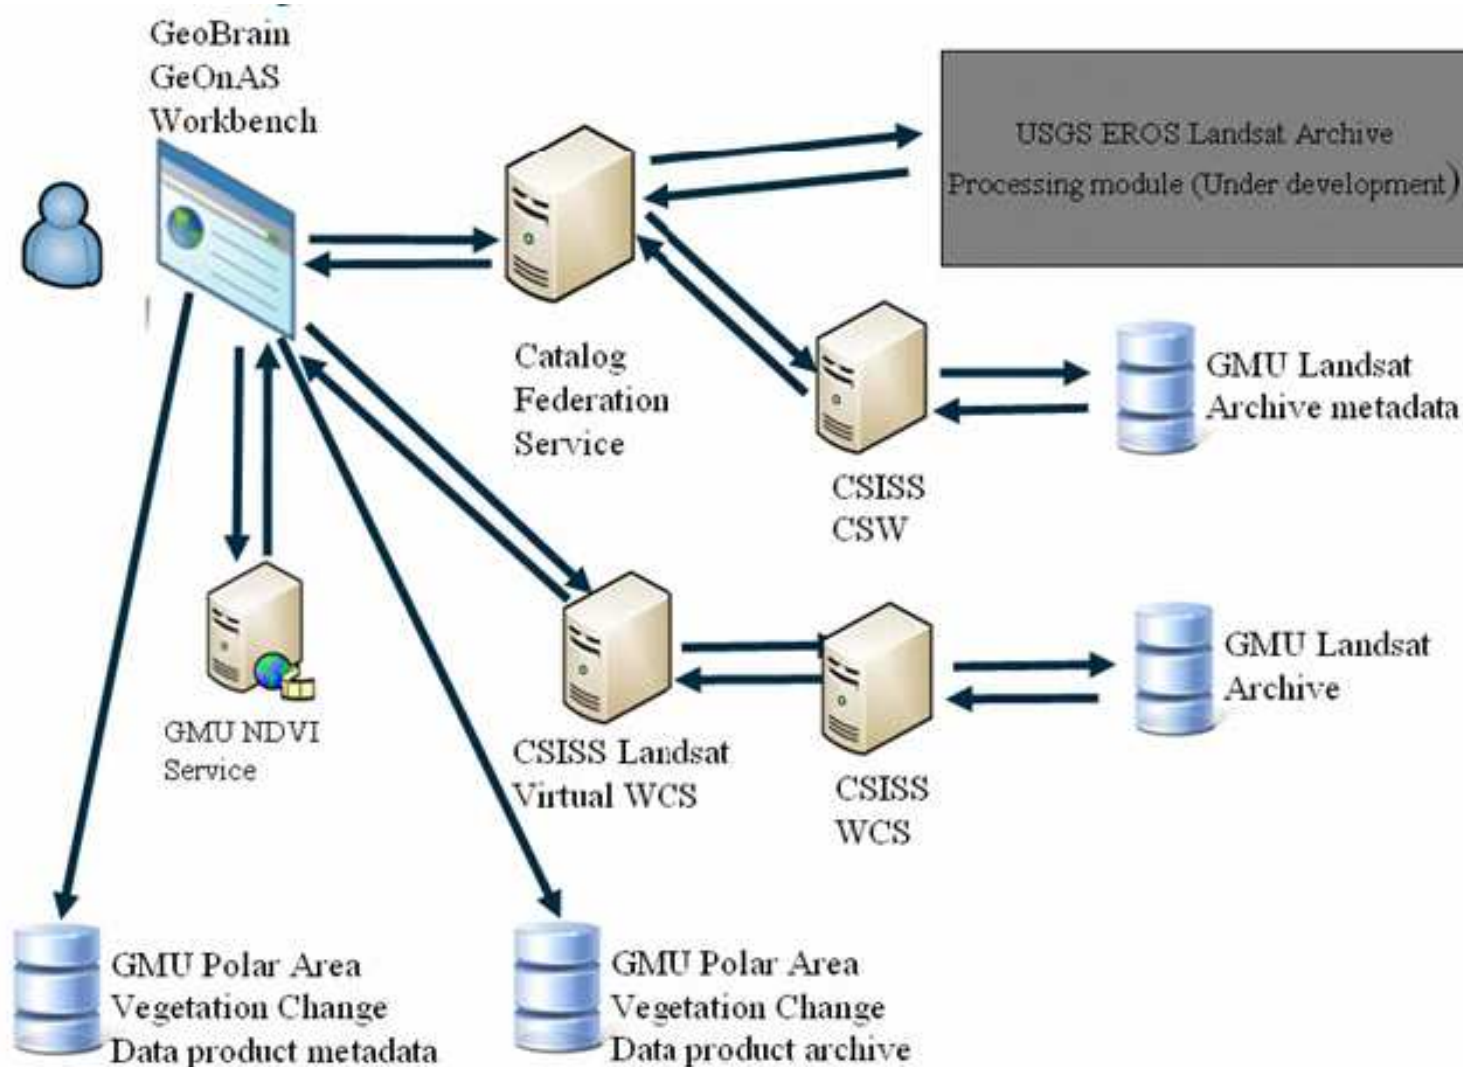 GeoBrain
GeOnAS
Workbench
USGS EROS Landsat Archive
Processing module (Under development)
Catalog
Federation
Service
GMU Landsat
Archive metadata
CSISS
CSW
GMU NDVI
Service
CSISS Landsat
Virtual WCS
CSISS
WCS
GMU Landsat
Archive
GMU Polar Area
Vegetation Change
Data product metadata
GMU Polar Area
Vegetation Change
Data product archive